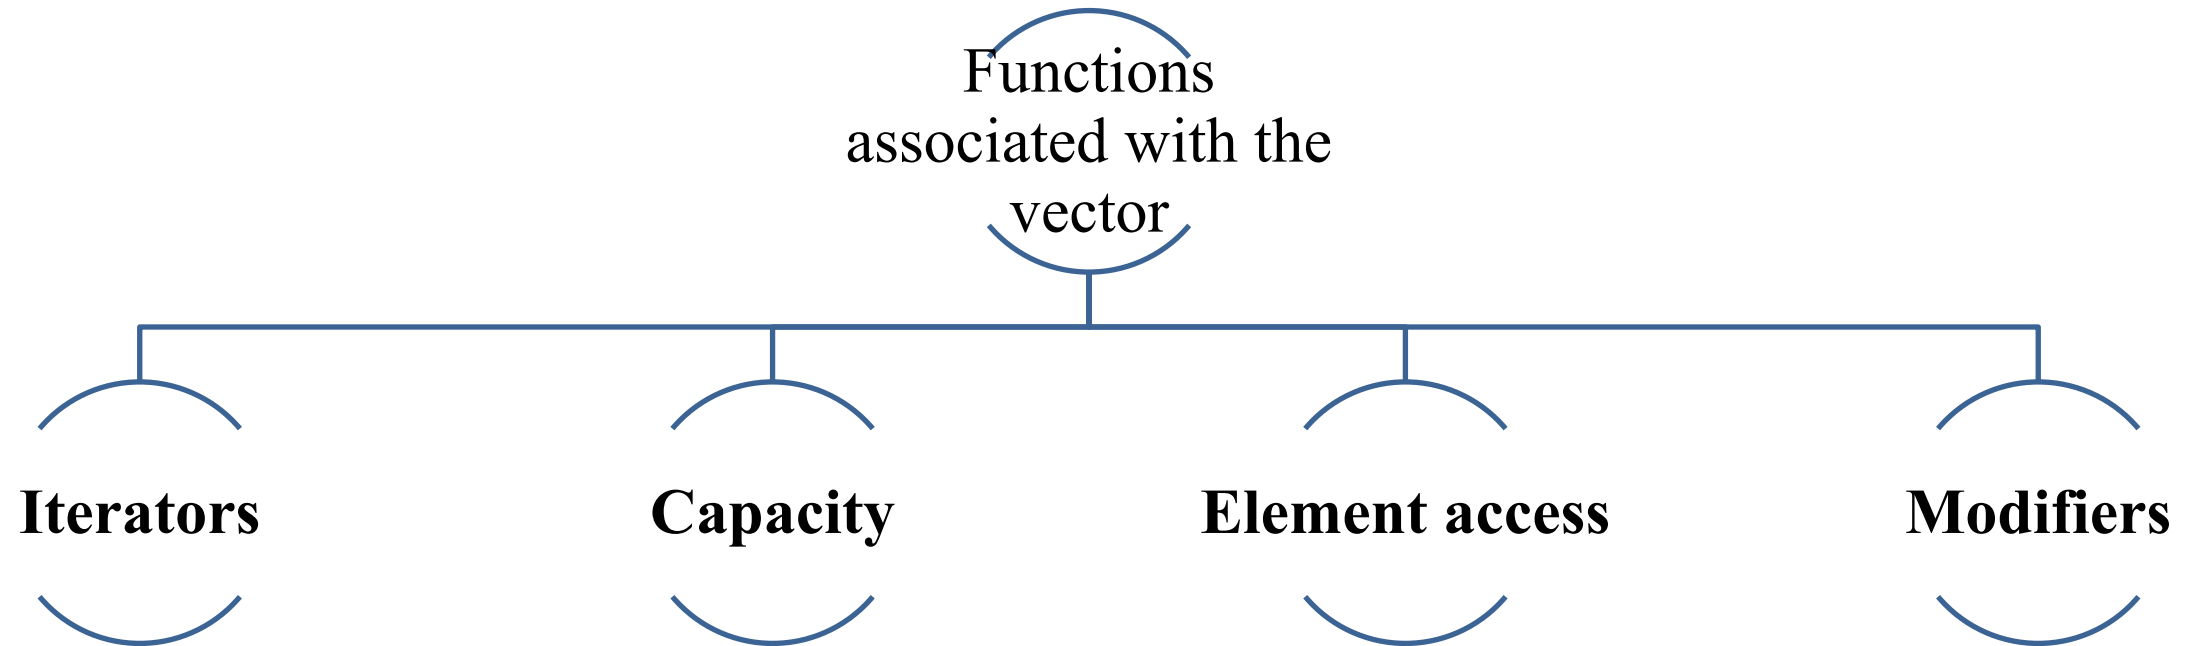 Functions
associated with the
vector
Iterators
Capacity
Element access
Modifiers